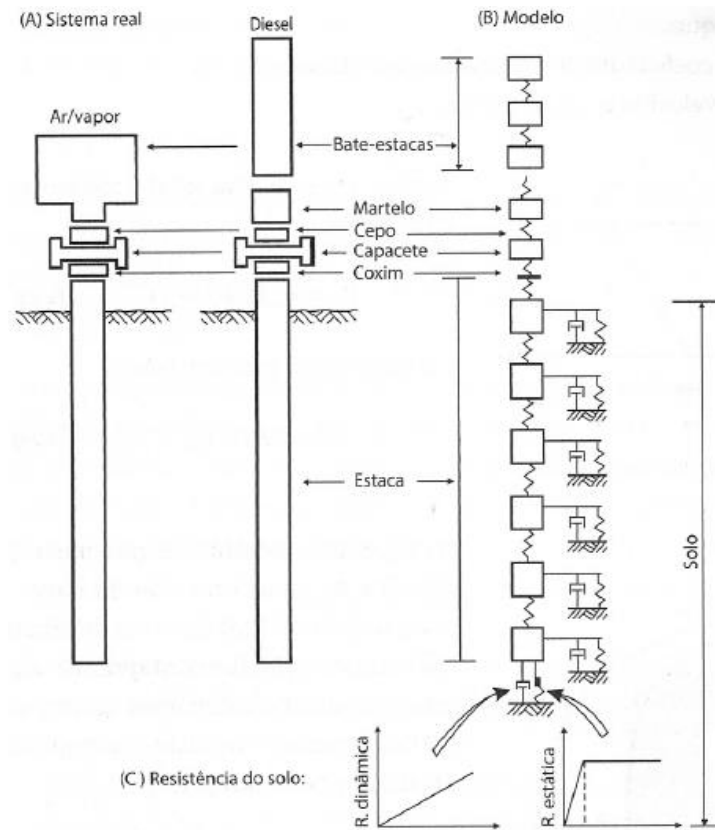 (A) Sistema real
Diesel
(B) Modelo
Ar/vapor
Bate-estacas
Martelo
Cepo
Capacete
Coxim
Estaca
Solo
(C) Resistência do solo:
R. dinâmica
R. estática